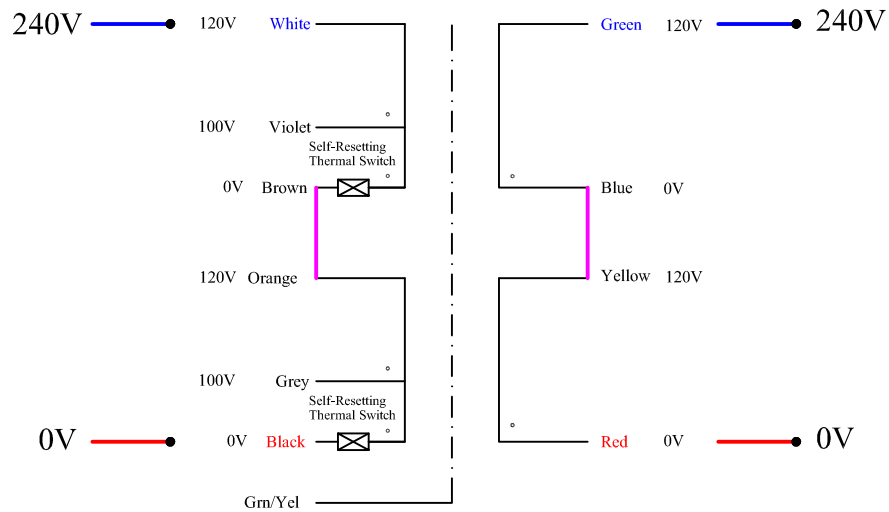 240V 120V White Green 120V 240V
100V Violet
Self-Resetting
Thermal Switch
0V Brown Blue 0V
120V Orange Yellow 120V
100V Grey
Self-Resetting
Thermal Switch
0V 0V Black Red 0V 0V
Grn/Yel